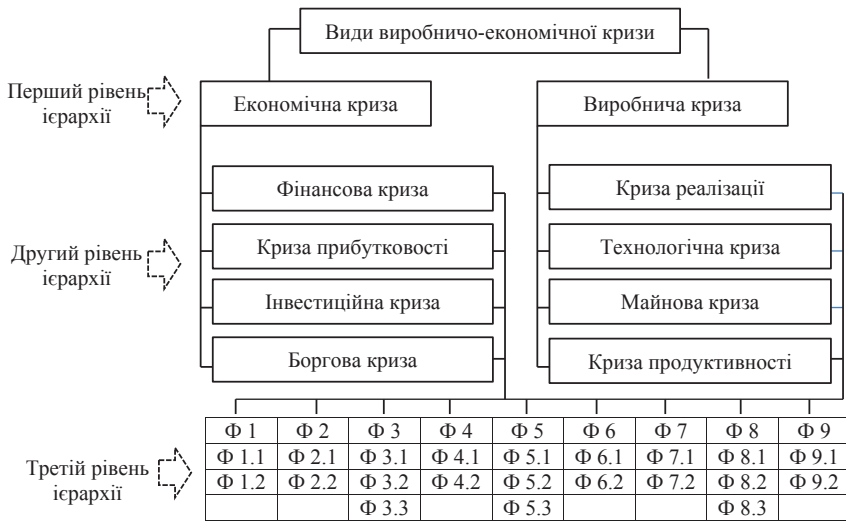 Види виробничо-економічної кризи
Перший рівень
ієрархії
Економічна криза
Виробнича криза
Другий рівень
ієрархії
Фінансова криза
Криза прибутковості
Інвестиційна криза
Боргова криза
Криза реалізації
Технологічна криза
Майнова криза
Криза продуктивності
Третій рівень
ієрархії
Ф 1 Ф 2 Ф 3 Ф 4 Ф 5 Ф 6 Ф 7 Ф 8 Ф 9
Ф 1.1 Ф 2.1 Ф 3.1 Ф 4.1 Ф 5.1 Ф 6.1 Ф 7.1 Ф 8.1 Ф 9.1
Ф 1.2 Ф 2.2 Ф 3.2 Ф 4.2 Ф 5.2 Ф 6.2 Ф 7.2 Ф 8.2 Ф 9.2
Ф 3.3 Ф 5.3 Ф 8.3